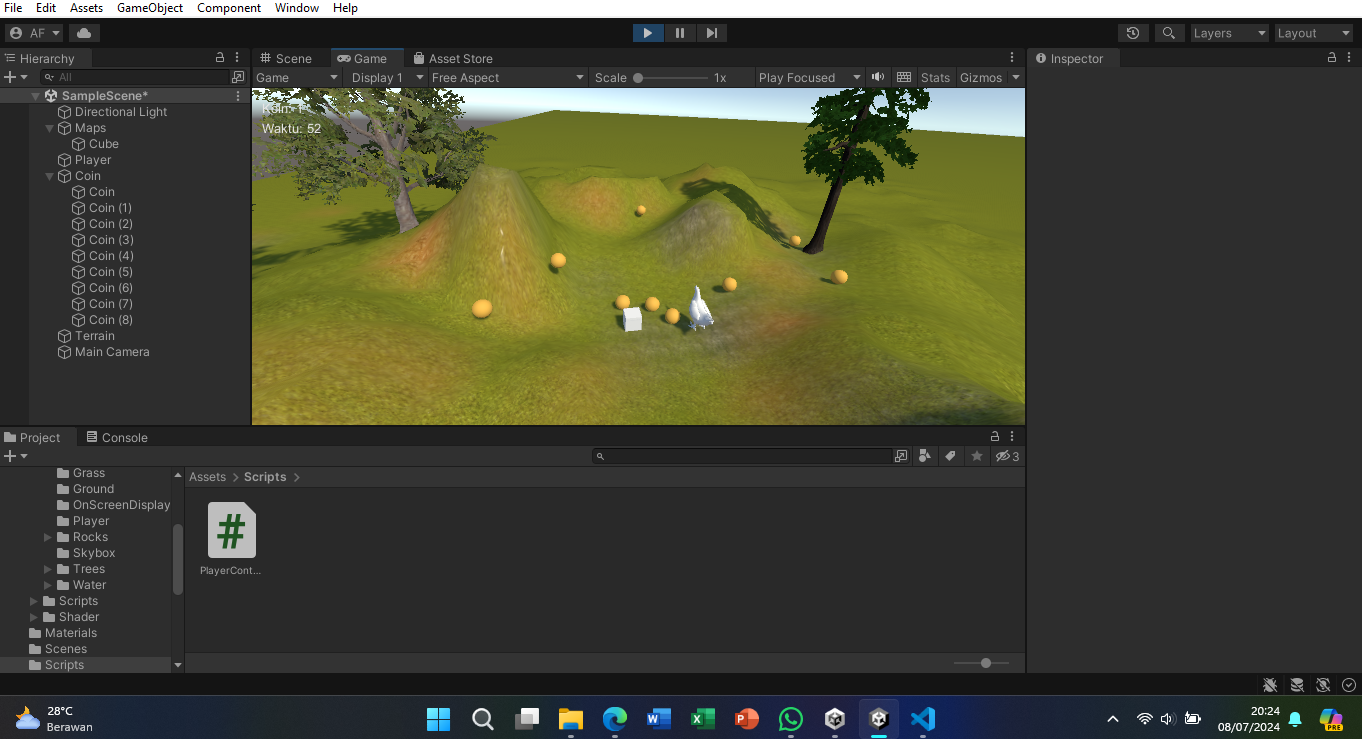 File Edit Assets GameObject Component Window Help
AF
Layers Layout
Hierarchy
All
SampleScene*
Directional Light
Maps
Cube
Player
Coin
Coin
Coin (1)
Coin (2)
Coin (3)
Coin (4)
Coin (5)
Coin (6)
Coin (7)
Coin (8)
Terrain
Main Camera
Scene Game Asset Store
Game Display 1 Free Aspect Scale 1x Play Focused Stats Gizmos
Waktu: 52
Inspector
Project Console
3
Grass
Ground
OnScreenDisplay
Player
Rocks
Skybox
Trees
Water
Scripts
Shader
Materials
Scenes
Scripts
Assets > Scripts >
#
PlayerCont...
28°C
Berawan
20:24
08/07/2024
PRE